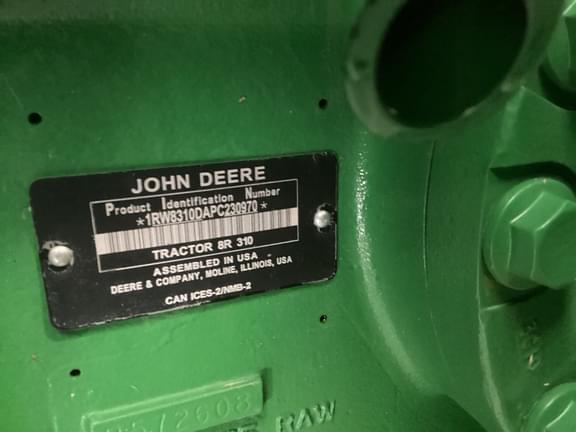 JOHN DEERE
Product Identification Number
*1RW8310DAPC230970*
TRACTOR 8R 310
ASSEMBLED IN USA
DEERE & COMPANY, MOLINE, ILLINOIS, USA
CAN ICES-2/NMB-2
RAW